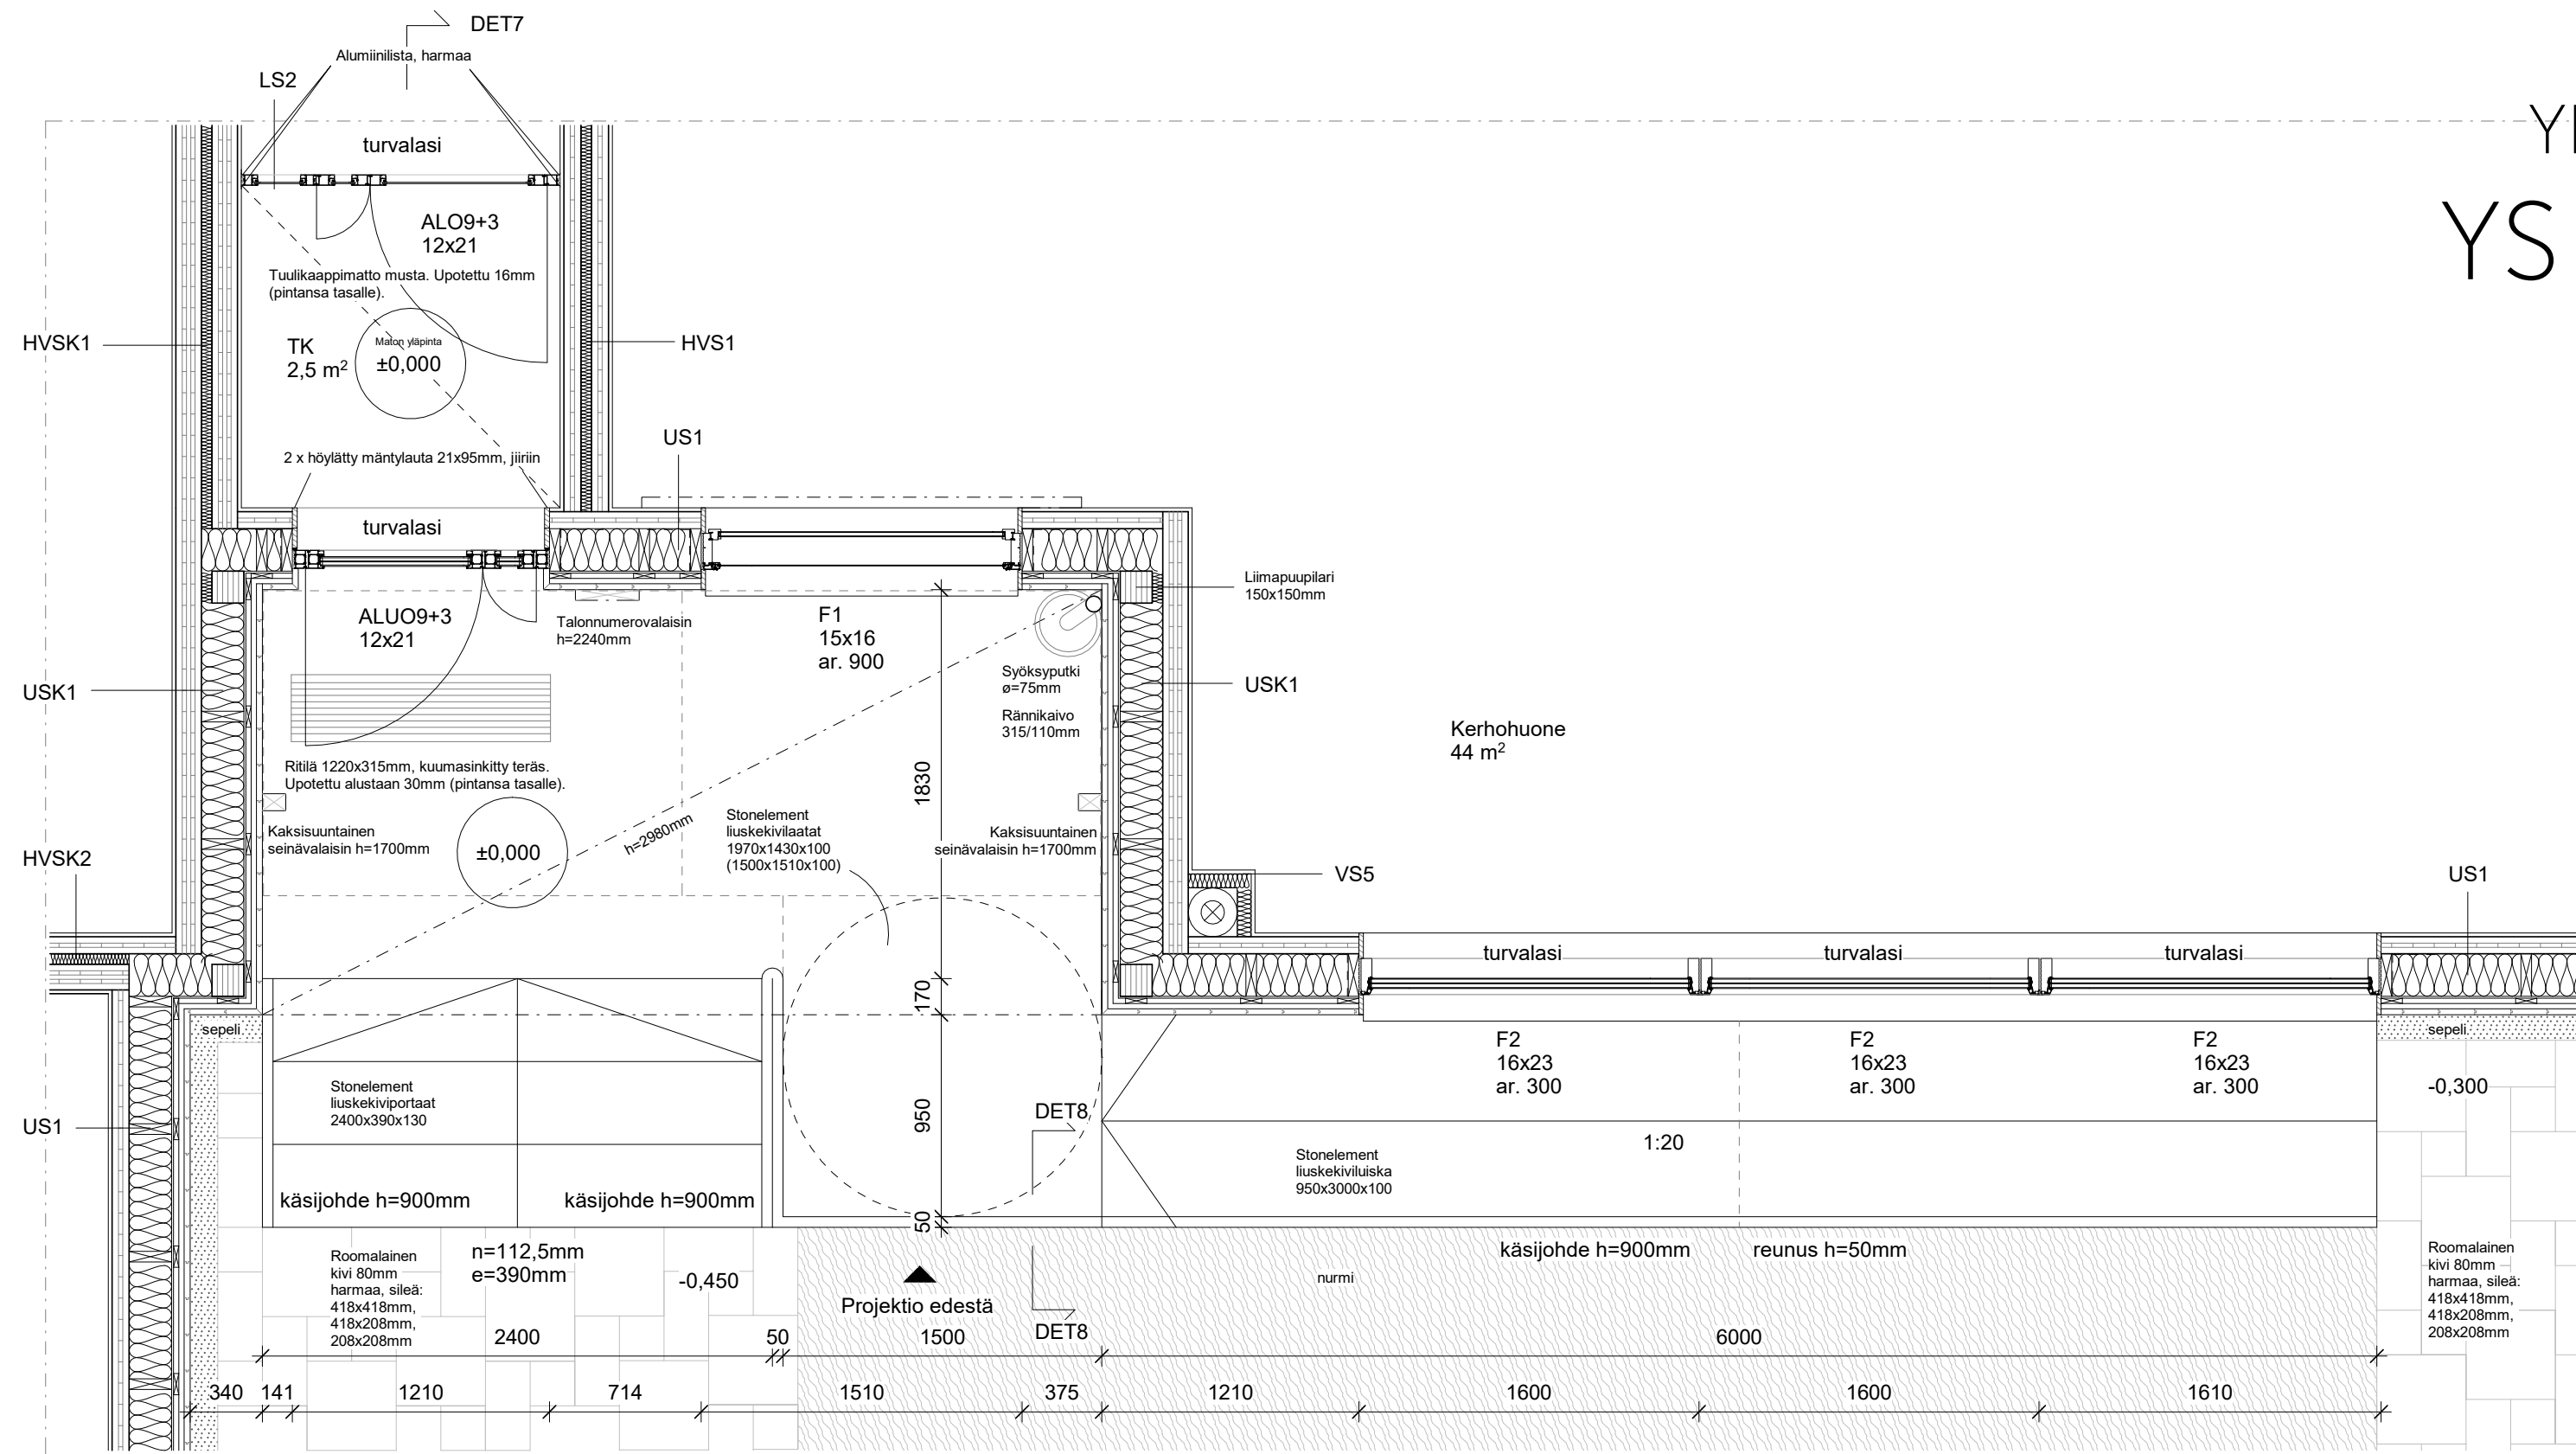 DET7
Alumiinilista, harmaa
LS2
turvalasi
YS
ALO9+3
12x21
Tuulikaappimatto musta. Upotettu 16mm
(pintansa tasalle).
HVSK1
TK
2,5 m²
Maton yläpinta
±0,000
HVS1
US1
2 x höylätty mäntylauta 21x95mm, jiiriin
turvalasi
ALUO9+3
12x21
Talonnumerovalaisin
h=2240mm
F1
15x16
ar. 900
Liimapuupilari
150x150mm
Syöksyputki
ø=75mm
Rännikaivo
315/110mm
USK1
USK1
Kerhohuone
44 m²
Ritilä 1220x315mm, kuumasinkitty teräs.
Upotettu alustaan 30mm (pintansa tasalle).
1830
Kaksisuuntainen
seinävalaisin h=1700mm
±0,000
h=2980mm
Stonelement
liuskekivilaatat
1970x1430x100
(1500x1510x100)
Kaksisuuntainen
seinävalaisin h=1700mm
HVSK2
VS5
US1
turvalasi
turvalasi
turvalasi
170
sepeli
sepeli
F2
16x23
ar. 300
F2
16x23
ar. 300
F2
16x23
ar. 300
-0,300
Stonelement
liuskekiviportaat
2400x390x130
US1
950
DET8
1:20
Stonelement
liuskekiviluiska
950x3000x100
käsijohde h=900mm
käsijohde h=900mm
50
Roomalainen
kivi 80mm
harmaa, sileä:
418x418mm,
418x208mm,
208x208mm
n=112,5mm
e=390mm
-0,450
Projektio edestä
DET8
nurmi
käsijohde h=900mm
reunus h=50mm
Roomalainen
kivi 80mm
harmaa, sileä:
418x418mm,
418x208mm,
208x208mm
2400
50
1500
6000
340
141
1210
714
1510
375
1210
1600
1600
1610